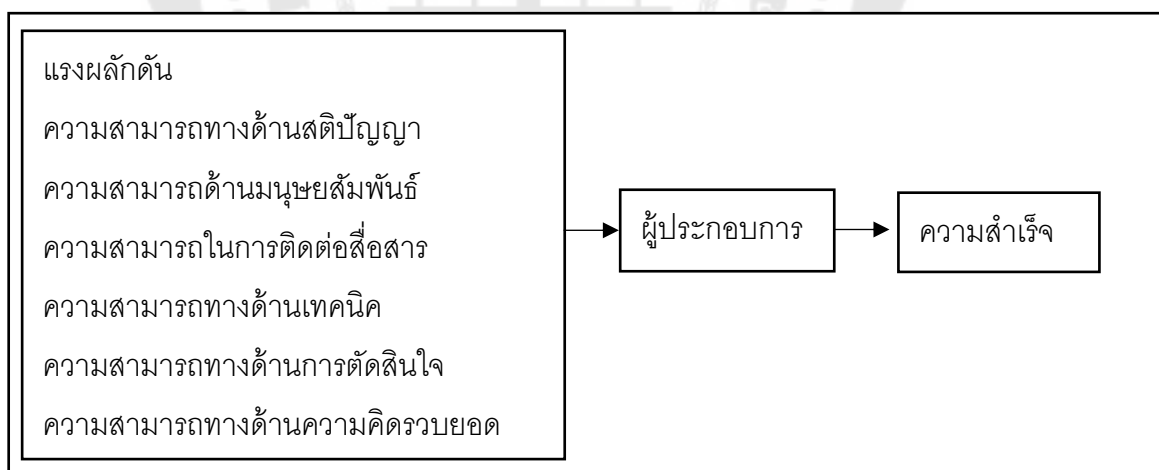 แรงผลักดัน
ความสามารถทางด้านสติปัญญา
ความสามารถด้านมนุษยสัมพันธ์
ความสามารถในการติดต่อสื่อสาร
ความสามารถทางด้านเทคนิค
ความสามารถทางด้านการตัดสินใจ
ความสามารถทางด้านความคิดรวบยอด
ผู้ประกอบการ
ความสำเร็จ